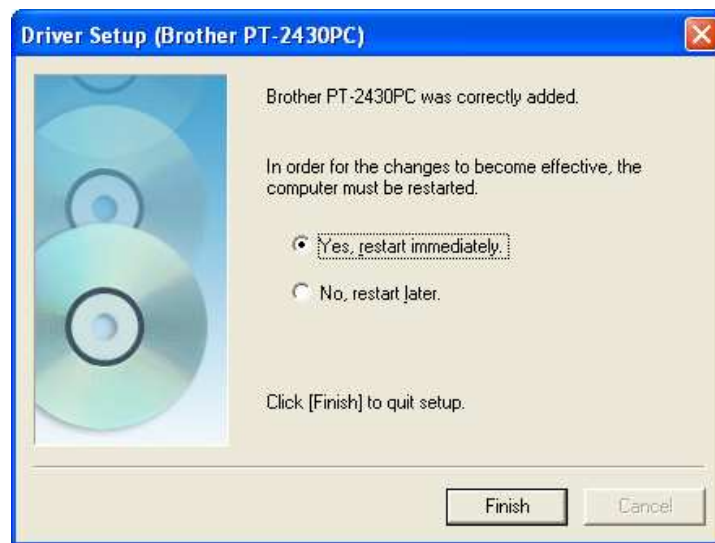 Driver Setup (Brother PT-2430PC)
Brother PT-2430PC was correctly added.
In order for the changes to become effective, the
computer must be restarted.
Yes, restart immediately.
No, restart later.
Click [Finish] to quit setup.
Finish
Cancel